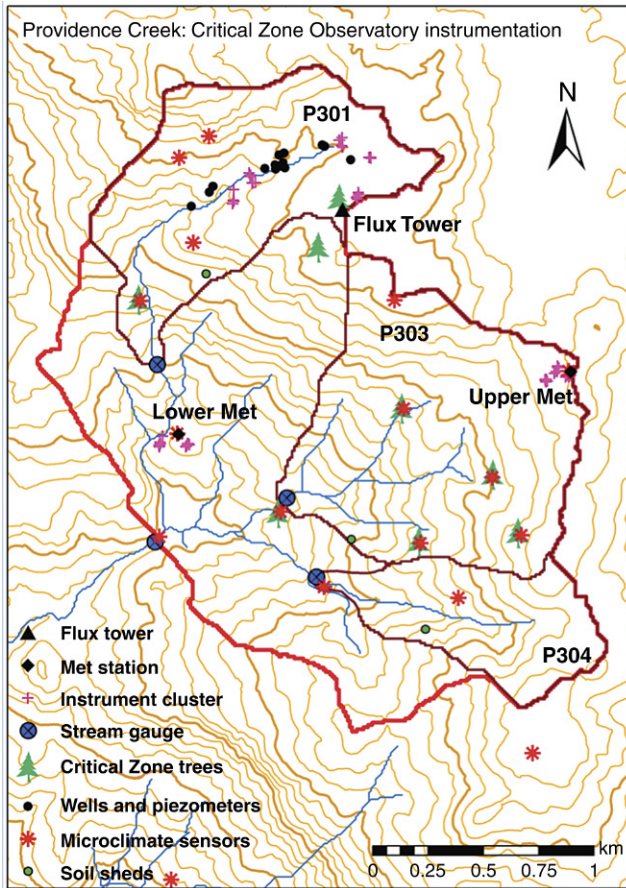 Providence Creek: Critical Zone Observatory instrumentation
P301
N
Flux Tower
P303
Upper Met
Lower Met
P304
Flux tower
Met station
Instrument cluster
Stream gauge
Critical Zone trees
Wells and piezometers
Microclimate sensors
Soil sheds
km
0 0.25 0.5 0.75 1